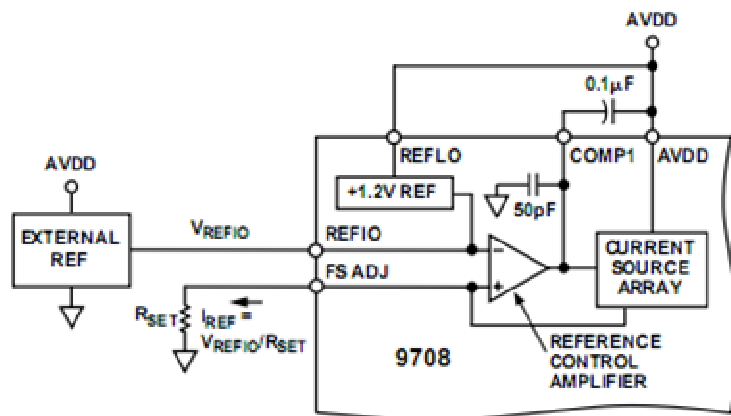 AVDD
0.1µF
REFLO
COMP1
AVDD
AVDD
+1.2V REF
50pF
EXTERNAL
REF
VREFIO
REFIO
CURRENT
SOURCE
ARRAY
FS ADJ
RSET
IREF =
VREFIO/RSET
9708
REFERENCE
CONTROL
AMPLIFIER